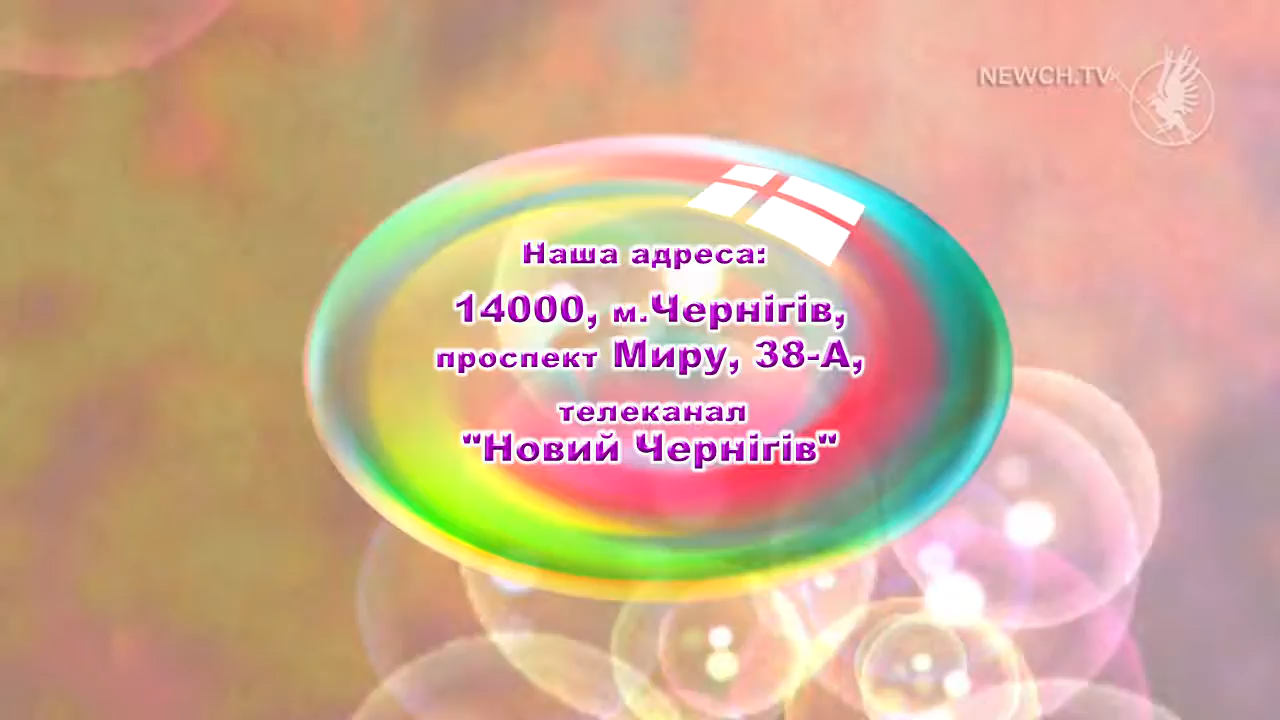 NEWCH.TV
Наша адреса:
14000, м.Чернігів,
проспект Миру, 38-А,
телеканал
"Новий Чернігів"